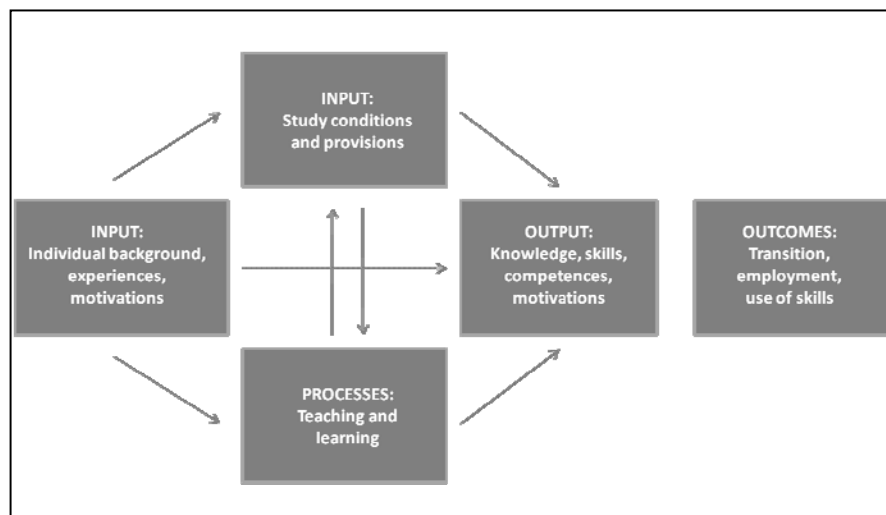 INPUT:
Study conditions
and provisions
INPUT:
Individual background,
experiences,
motivations
OUTPUT:
Knowledge, skills,
competences,
motivations
OUTCOMES:
Transition,
employment,
use of skills
PROCESSES:
Teaching and
learning